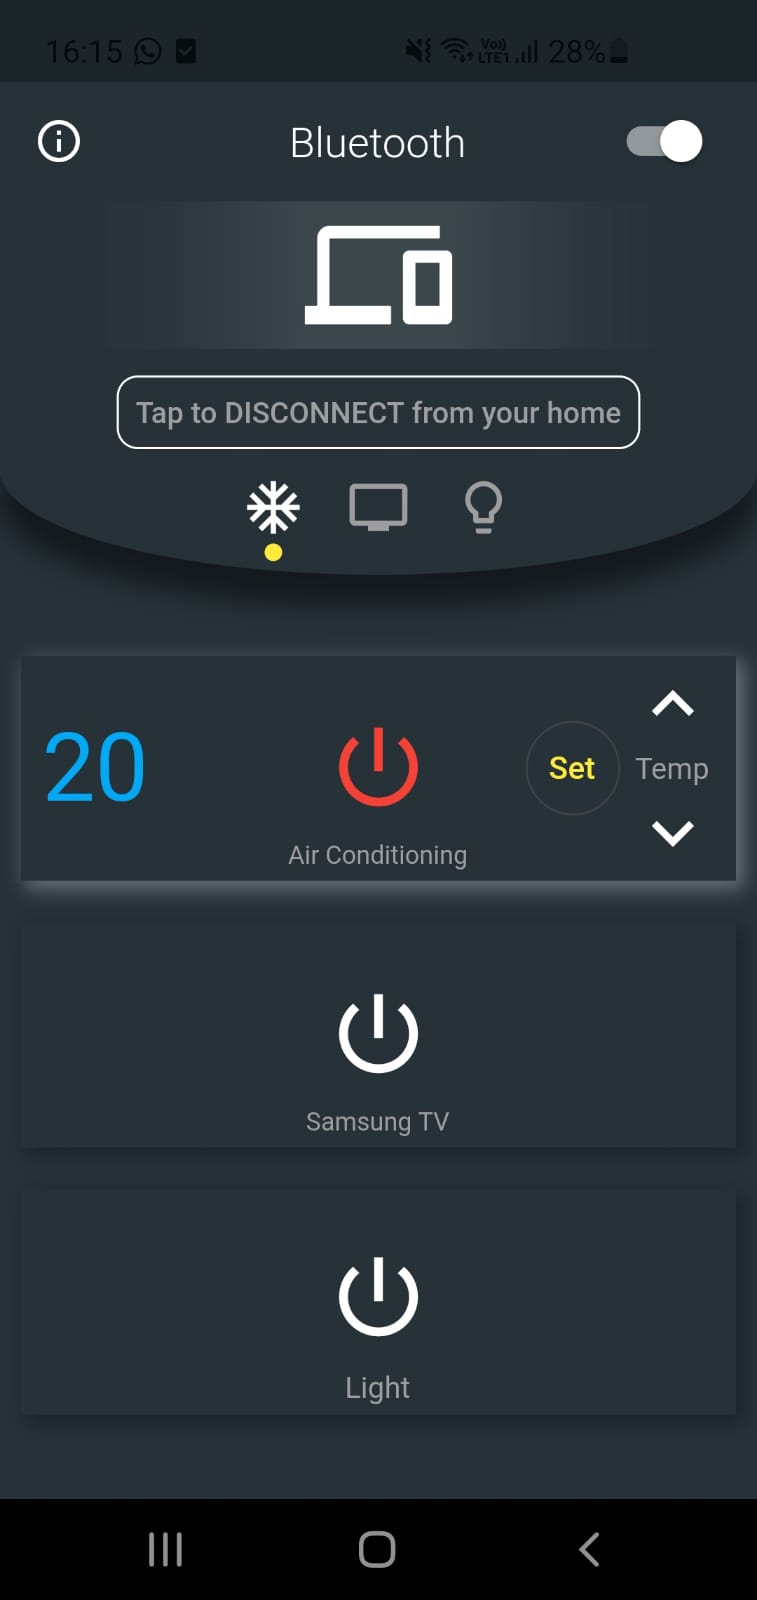 16:15 Vo)) LTE1 28%
Bluetooth
Tap to DISCONNECT from your home
20 Set Temp
Air Conditioning
Samsung TV
Light